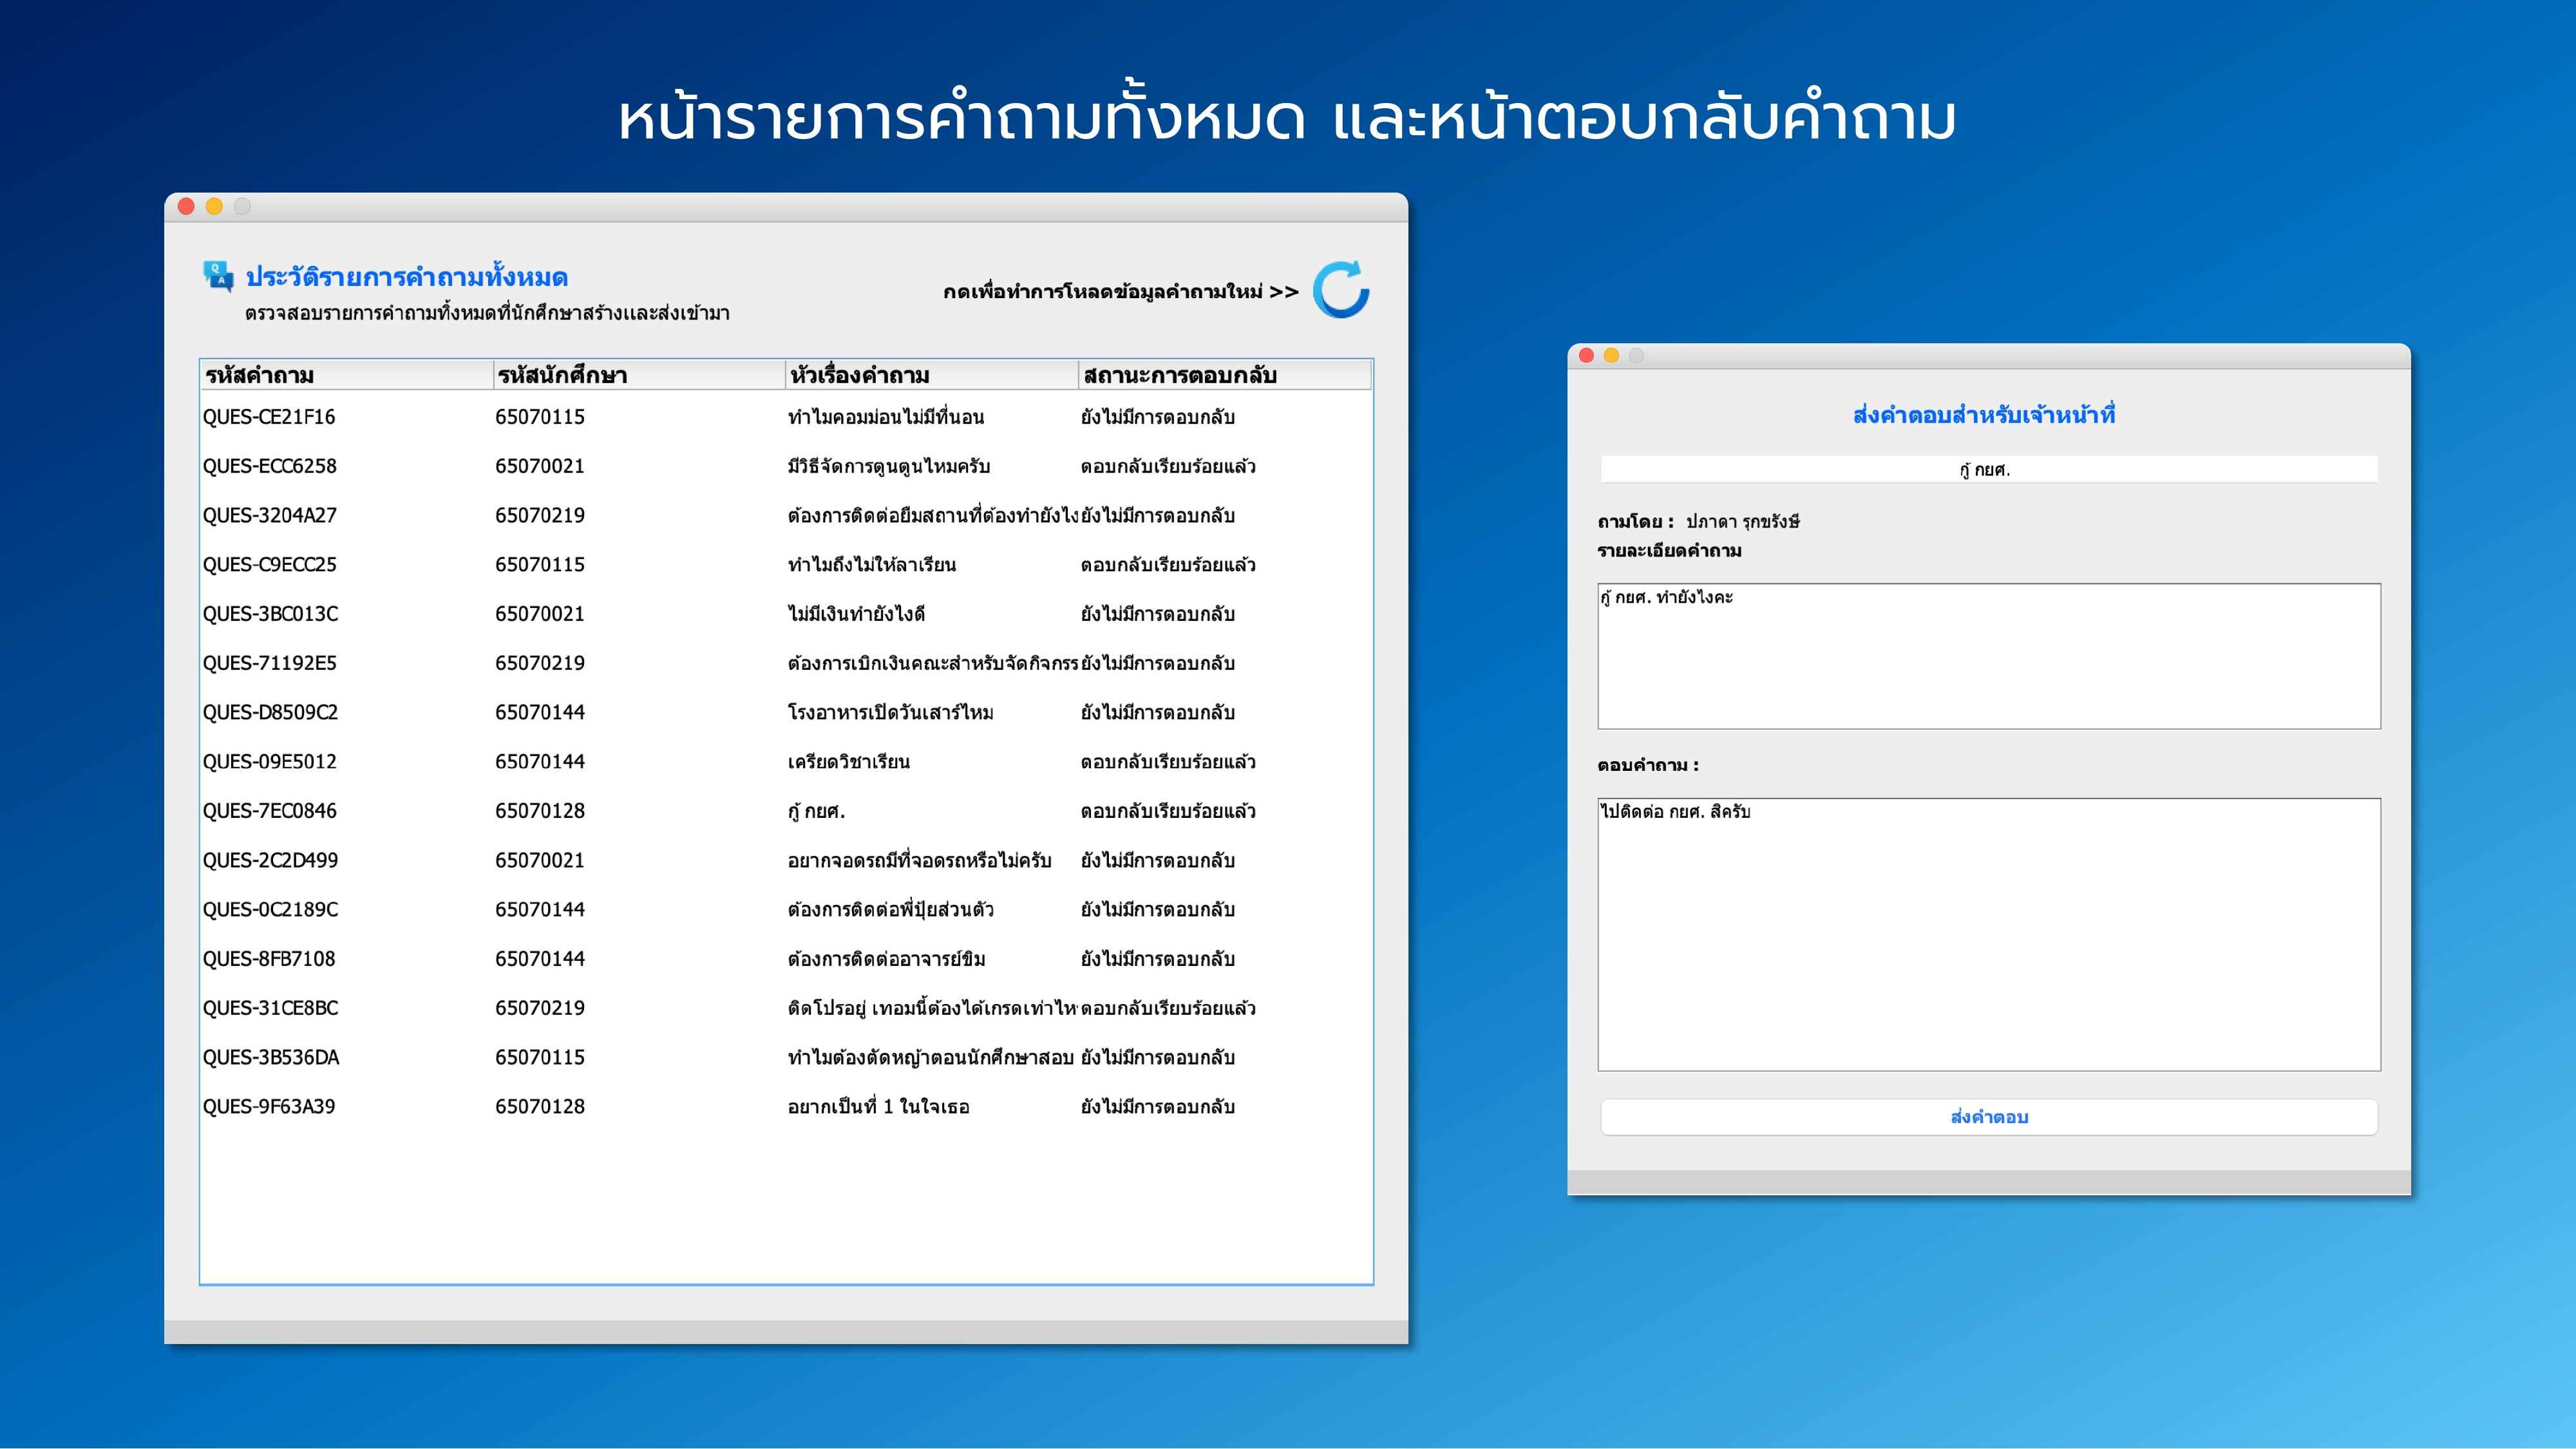 หน้ารายการคำถามทั้งหมด และหน้าตอบกลับคำถาม
ประวัติรายการคำถามทั้งหมด
ตรวจสอบรายการคำถามทั้งหมดที่นักศึกษาสร้างและส่งเข้ามา
กดเพื่อทำการโหลดข้อมูลคำถามใหม่ >>
รหัสคำถาม รหัสนักศึกษา หัวเรื่องคำถาม สถานะการตอบกลับ
QUES-CE21F16 65070115 ทำไมคอมม่อนไม่มีที่นอน ยังไม่มีการตอบกลับ
QUES-ECC6258 65070021 มีวิธีจัดการตูนตูนไหมครับ ตอบกลับเรียบร้อยแล้ว
QUES-3204A27 65070219 ต้องการติดต่อยืมสถานที่ต้องทำยังไง ยังไม่มีการตอบกลับ
QUES-C9ECC25 65070115 ทำไมถึงไม่ให้ลาเรียน ตอบกลับเรียบร้อยแล้ว
QUES-3BC013C 65070021 ไม่มีเงินทำยังไงดี ยังไม่มีการตอบกลับ
QUES-71192E5 65070219 ต้องการเบิกเงินคณะสำหรับจัดกิจกรร ยังไม่มีการตอบกลับ
QUES-D8509C2 65070144 โรงอาหารเปิดวันเสาร์ไหม ยังไม่มีการตอบกลับ
QUES-09E5012 65070144 เครียดวิชาเรียน ตอบกลับเรียบร้อยแล้ว
QUES-7EC0846 65070128 กู้ กยศ. ตอบกลับเรียบร้อยแล้ว
QUES-2C2D499 65070021 อยากจอดรถมีที่จอดรถหรือไม่ครับ ยังไม่มีการตอบกลับ
QUES-0C2189C 65070144 ต้องการติดต่อพี่ปุ้ยส่วนตัว ยังไม่มีการตอบกลับ
QUES-8FB7108 65070144 ต้องการติดต่ออาจารย์ขิม ยังไม่มีการตอบกลับ
QUES-31CE8BC 65070219 ติดโปรอยู่ เทอมนี้ต้องได้เกรดเท่าไห ตอบกลับเรียบร้อยแล้ว
QUES-3B536DA 65070115 ทำไมต้องตัดหญ้าตอนนักศึกษาสอบ ยังไม่มีการตอบกลับ
QUES-9F63A39 65070128 อยากเป็นที่ 1 ในใจเธอ ยังไม่มีการตอบกลับ
ส่งคำตอบสำหรับเจ้าหน้าที่
กู้ กยศ.
ถามโดย : ปภาดา รุกขรังษี
รายละเอียดคำถาม
กู้ กยศ. ทำยังไงคะ
ตอบคำถาม :
ไปติดต่อ กยศ. สิครับ
ส่งคำตอบ